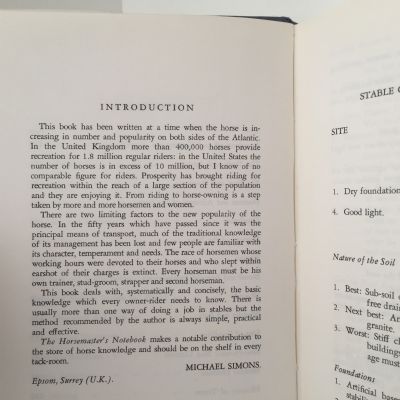 INTRODUCTION
This book has been written at a time when the horse is in-
creasing in number and popularity on both sides of the Atlantic.
In the United Kingdom more than 400,000 horses provide
recreation for 1.8 million regular riders: in the United States the
number of horses is in excess of 10 million, but I know of no
comparable figure for riders. Prosperity has brought riding for
recreation within the reach of a large section of the population
and they are enjoying it. From riding to horse-owning is a step
taken by more and more horsemen and women.
There are two limiting factors to the new popularity of the
horse. In the fifty years which have passed since it was the
principal means of transport, much of the traditional knowledge
of its management has been lost and few people are familiar with
its character, temperament and needs. The race of horsemen whose
working hours were devoted to their horses and who slept within
earshot of their charges is extinct. Every horseman must be his
own trainer, stud-groom, strapper and second horseman.
This book deals with, systematically and concisely, the basic
knowledge which every owner-rider needs to know. There is
usually more than one way of doing a job in stables but the
method recommended by the author is always simple, practical
and effective.
The Horsemaster's Notebook makes a notable contribution to
the store of horse knowledge and should be on the shelf in every
tack-room.
MICHAEL SIMONS.
Epsom, Surrey (U.K.).
STABLE
SITE
1. Dry foundation
4. Good light.
Nature of the Soil
1. Best: Sub-soil
free drain
2. Next best:
granite.
3. Worst: Stiff
buildings
age must
Foundations
1. Artificial